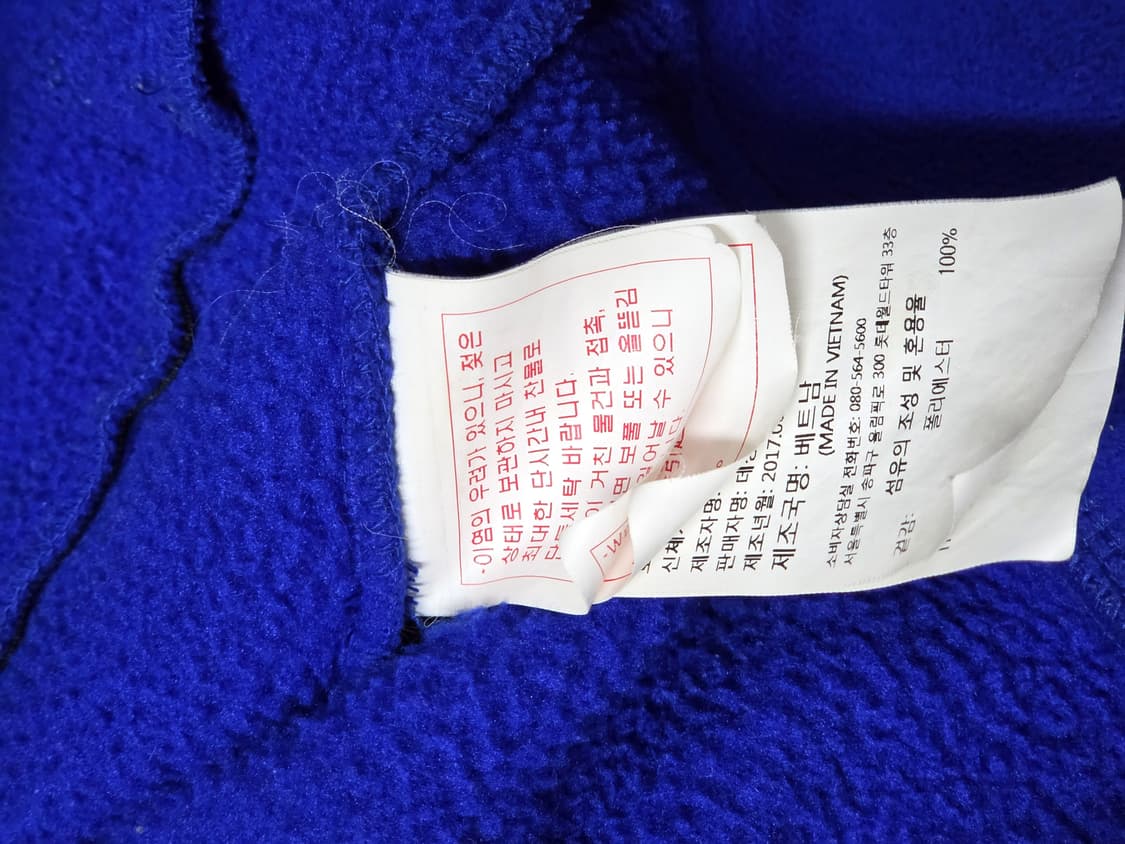 ·이염의 우려가 있으니, 젖은
상태로 보관하지 마시고
최대한 단시간내 찬물로
단독세탁 바랍니다.
거친 물건과 접촉,
보풀 또는 올뜯김
수 있으니
제조자명:
판매자명:
제조년월: 2017.0
제조국명: 베트남
(MADE IN VIETNAM)
소비자상담실 전화번호: 080-564-5600
서울특별시 송파구 올림픽로 300 롯데월드타워 33층
섬유의 조성 및 혼용율
겉감: 폴리에스터 100%